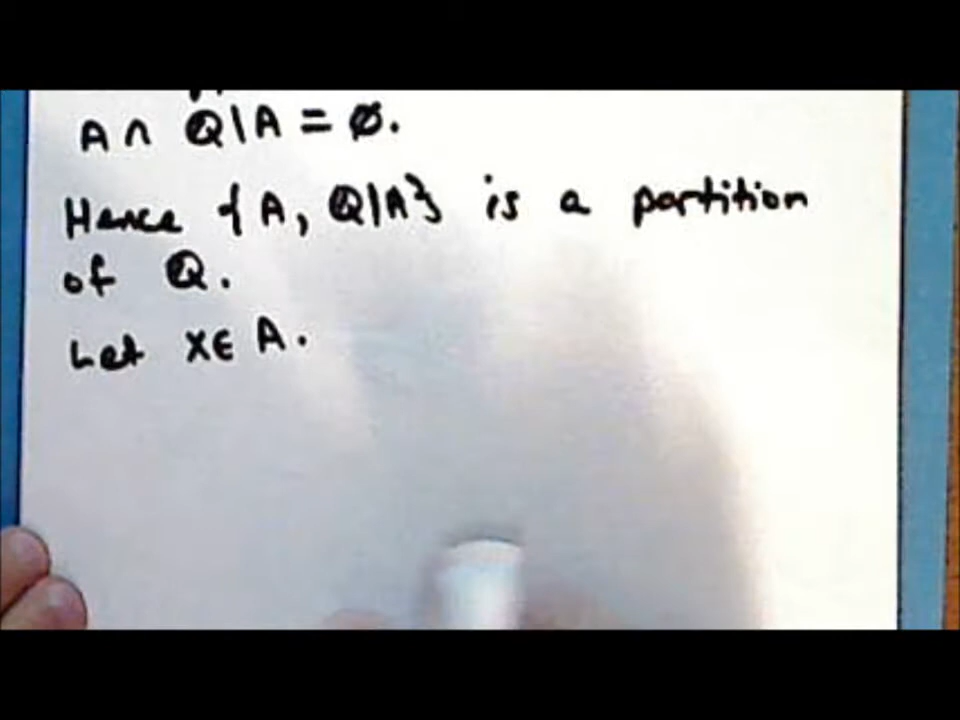 A ∩ ℚ|A = ∅.
Hence {A, ℚ|A} is a partition
of ℚ.
Let x∈ A.